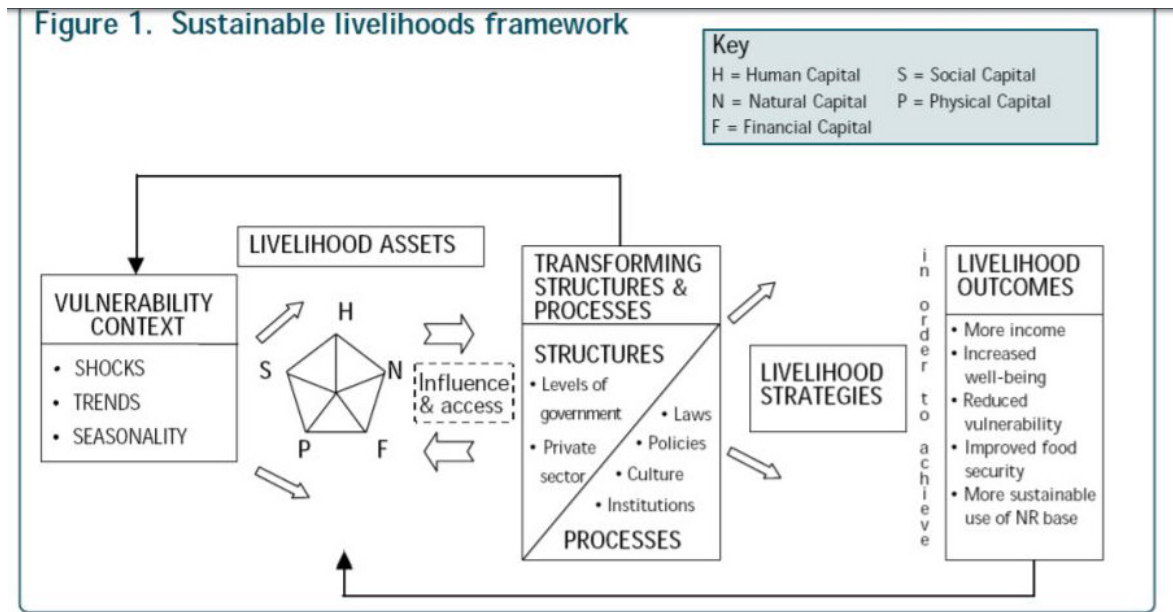 Figure 1. Sustainable livelihoods framework
Key
H = Human Capital S = Social Capital
N = Natural Capital P = Physical Capital
F = Financial Capital
VULNERABILITY
CONTEXT
• SHOCKS
• TRENDS
• SEASONALITY
LIVELIHOOD ASSETS
H
S
N
P
F
Influence
& access
TRANSFORMING
STRUCTURES &
PROCESSES
STRUCTURES
• Levels of
government
• Private
sector
• Laws
• Policies
• Culture
• Institutions
PROCESSES
LIVELIHOOD
STRATEGIES
in order to achieve
LIVELIHOOD
OUTCOMES
• More income
• Increased
well-being
• Reduced
vulnerability
• Improved food
security
• More sustainable
use of NR base